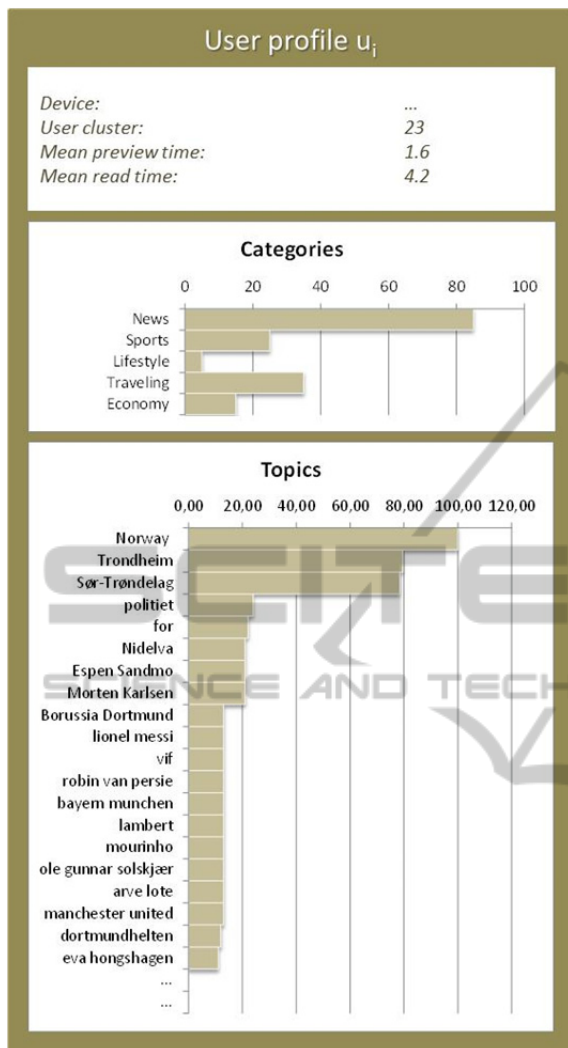 User profile ui
Device: ...
User cluster: 23
Mean preview time: 1.6
Mean read time: 4.2
Categories
0 20 40 60 80 100
News
Sports
Lifestyle
Traveling
Economy
Topics
0,00 20,00 40,00 60,00 80,00 100,00 120,00
Norway
Trondheim
Sør-Trøndelag
politiet
for
Nidelva
Espen Sandmo
Morten Karlsen
Borussia Dortmund
lionel messi
vif
robin van persie
bayern munchen
lambert
mourinho
ole gunnar solskjær
arve lote
manchester united
dortmundhelten
eva hongshagen
...
...
SCITE
SCIENCE AND TECH